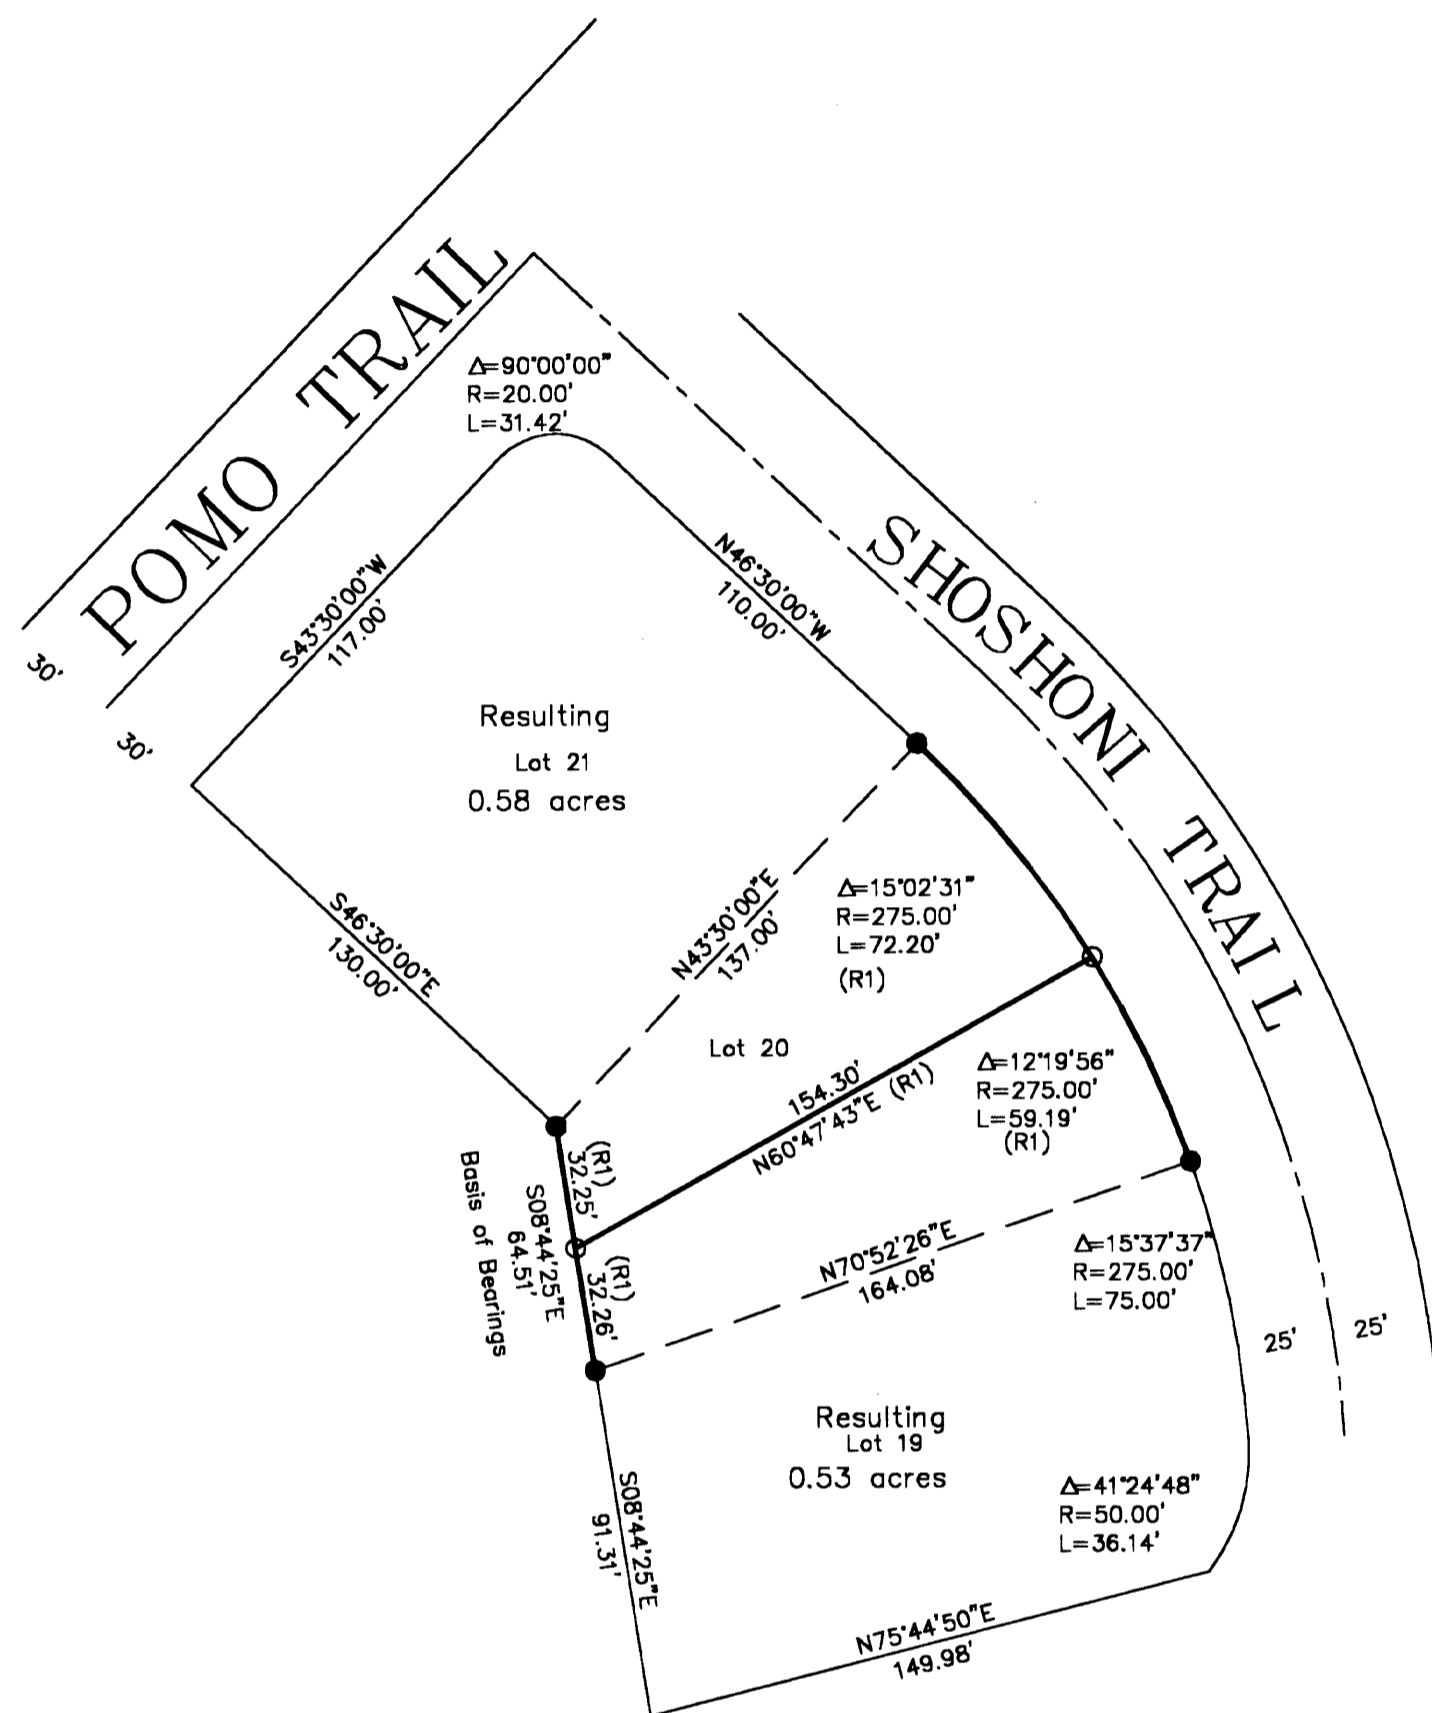 POMO TRAIL
30'
30'
Δ=90°00'00"
R=20.00'
L=31.42'
S43°30'00"W
117.00'
N46°30'00"W
110.00'
SHOSHONI TRAIL
Resulting
Lot 21
0.58 acres
S46°30'00"E
130.00'
N43°30'00"E
137.00'
Δ=15°02'31"
R=275.00'
L=72.20'
(R1)
Lot 20
154.30'
N60°47'43"E (R1)
Δ=12°19'56"
R=275.00'
L=59.19'
(R1)
(R1)
32.25'
S08°44'25"E
64.51'
Basis of Bearings
(R1)
32.26'
N70°52'26"E
164.08'
Δ=15°37'37"
R=275.00'
L=75.00'
25'
25'
Resulting
Lot 19
0.53 acres
Δ=41°24'48"
R=50.00'
L=36.14'
S08°44'25"E
91.31'
N75°44'50"E
149.98'